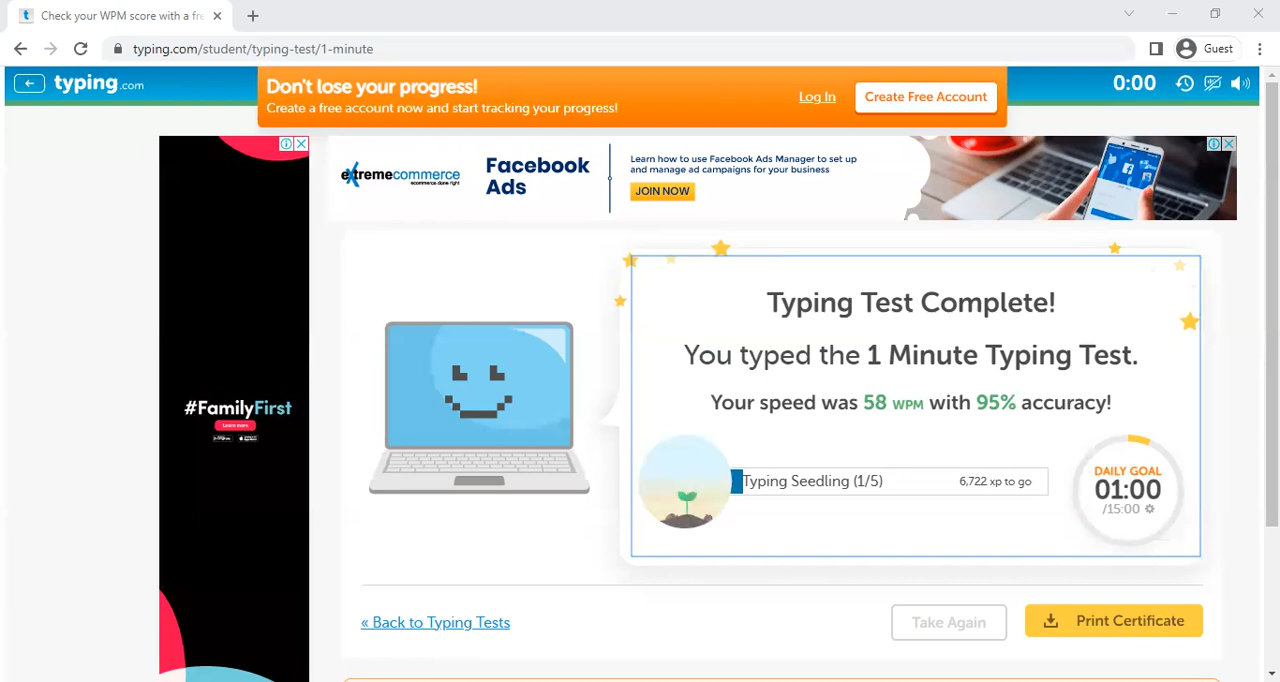 Check your WPM score with a fre
typing.com/student/typing-test/1-minute
Guest
typing.com
Don't lose your progress!
Create a free account now and start tracking your progress!
Log In
Create Free Account
0:00
extremecommerce
ecommerce done right
Facebook
Ads
Learn how to use Facebook Ads Manager to set up
and manage ad campaigns for your business
JOIN NOW
#FamilyFirst
Learn more
Typing Test Complete!
You typed the 1 Minute Typing Test.
Your speed was 58 WPM with 95% accuracy!
Typing Seedling (1/5)
6,722 xp to go
DAILY GOAL
01:00
/15:00
« Back to Typing Tests
Take Again
Print Certificate